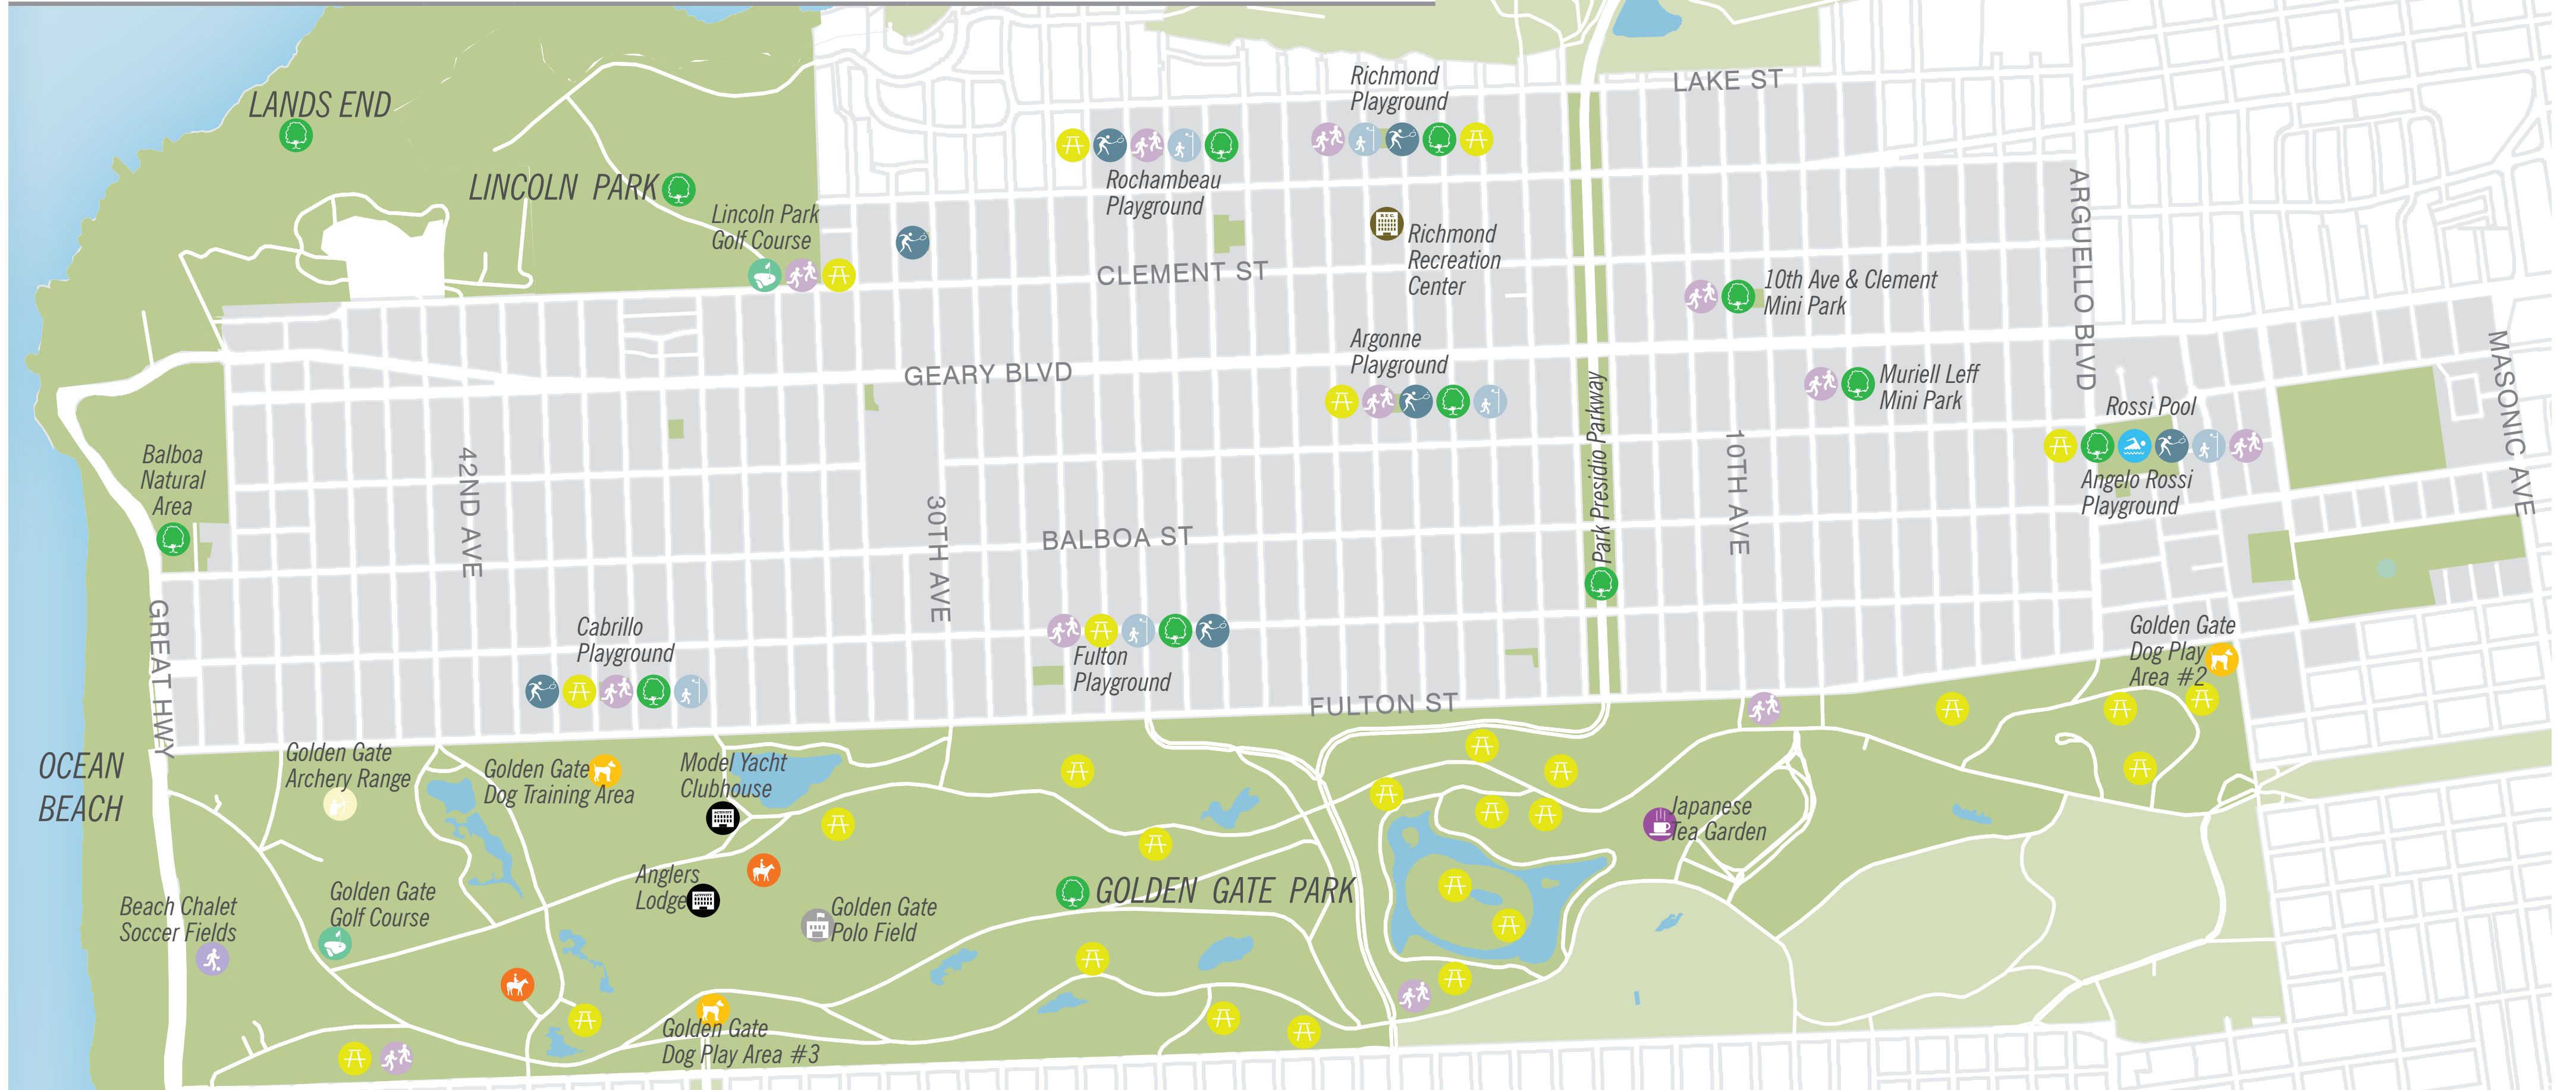 LANDS END
LINCOLN PARK
Lincoln Park
Golf Course
Rochambeau
Playground
Richmond
Playground
LAKE ST
Richmond
Recreation
Center
CLEMENT ST
10th Ave & Clement
Mini Park
ARGUELLO BLVD
MASONIC AVE
GEARY BLVD
Argonne
Playground
Muriell Leff
Mini Park
Rossi Pool
Angelo Rossi
Playground
Park Presidio Parkway
10TH AVE
Balboa
Natural
Area
42ND AVE
30TH AVE
BALBOA ST
GREAT HWY
Cabrillo
Playground
Fulton
Playground
FULTON ST
Golden Gate
Dog Play
Area #2
OCEAN
BEACH
Golden Gate
Archery Range
Golden Gate
Dog Training Area
Model Yacht
Clubhouse
Japanese
Tea Garden
Anglers
Lodge
GOLDEN GATE PARK
Beach Chalet
Soccer Fields
Golden Gate
Golf Course
Golden Gate
Polo Field
Golden Gate
Dog Play Area #3